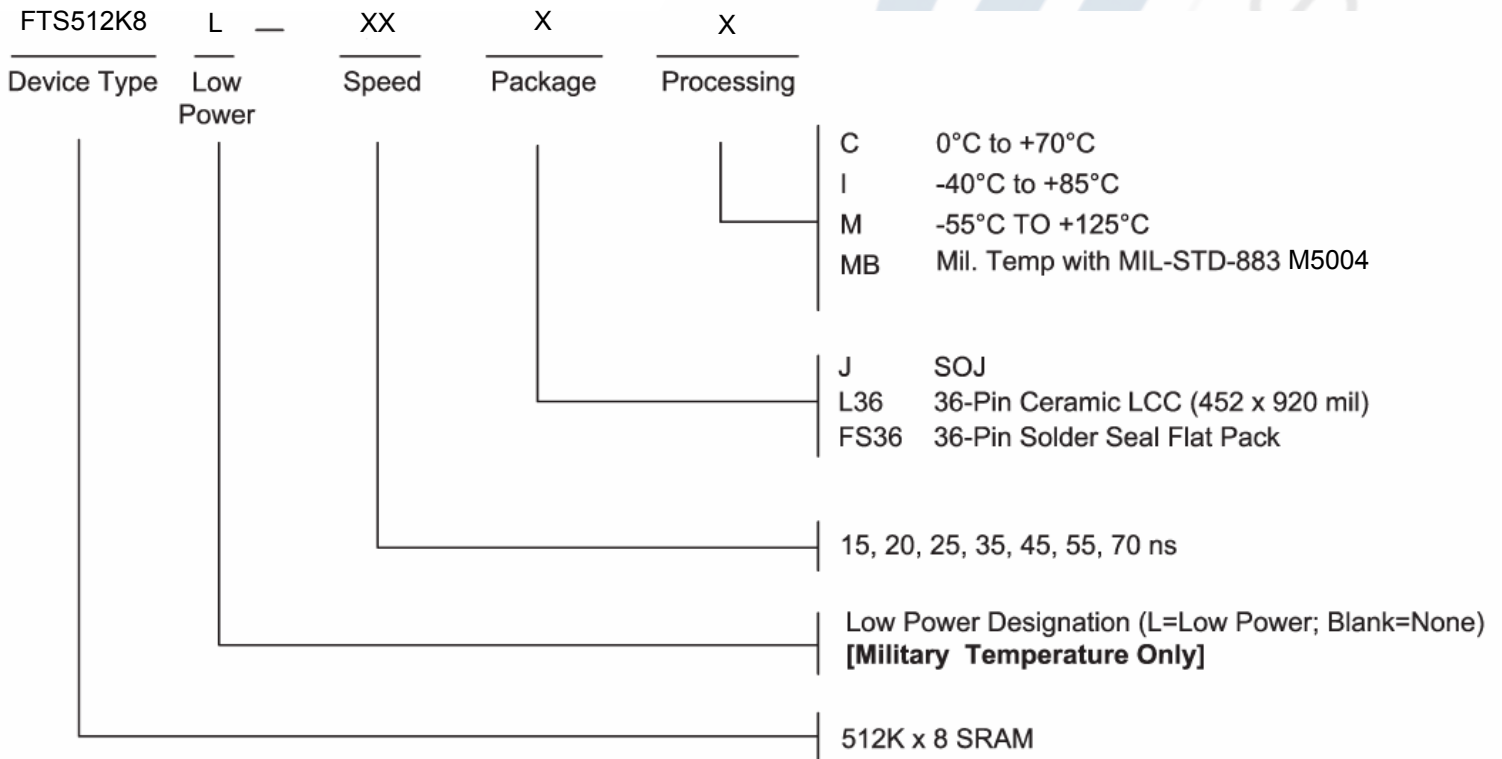 FTS512K8 L — XX X X
Device Type Low Power Speed Package Processing
C 0°C to +70°C
I -40°C to +85°C
M -55°C TO +125°C
MB Mil. Temp with MIL-STD-883 M5004
J SOJ
L36 36-Pin Ceramic LCC (452 x 920 mil)
FS36 36-Pin Solder Seal Flat Pack
15, 20, 25, 35, 45, 55, 70 ns
Low Power Designation (L=Low Power; Blank=None)
[Military Temperature Only]
512K x 8 SRAM